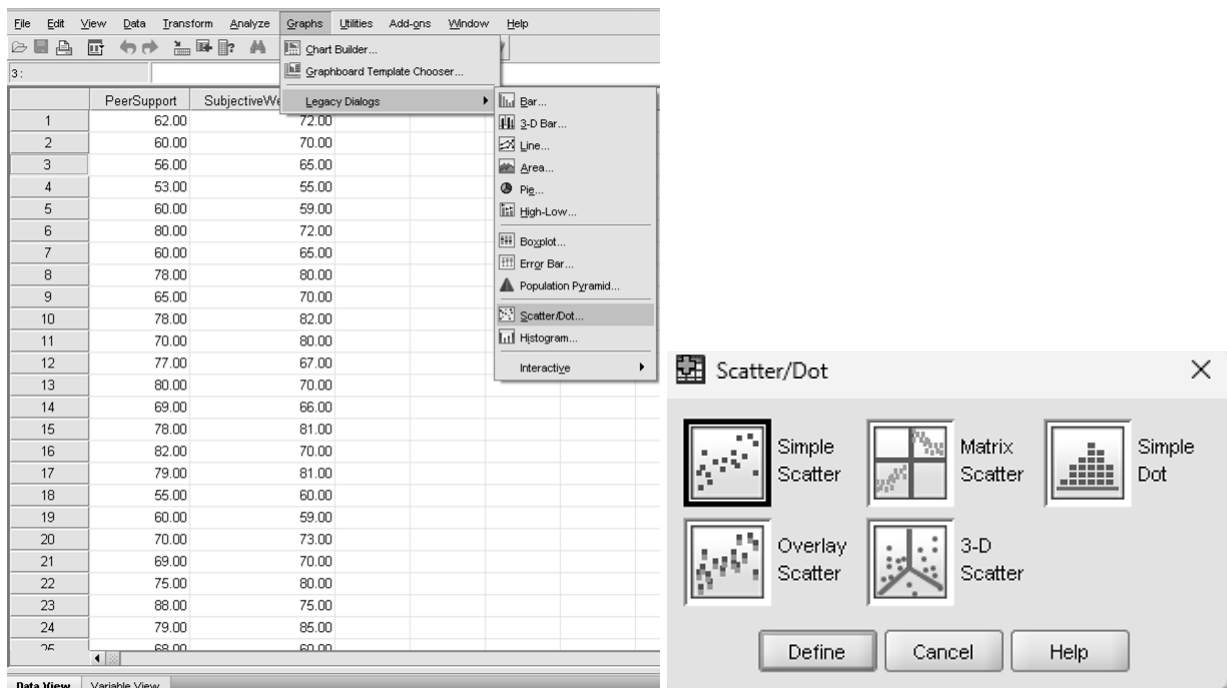 File Edit View Data Transform Analyze Graphs Utilities Add-ons Window Help
Chart Builder...
Graphboard Template Chooser...
Legacy Dialogs
Bar...
3-D Bar...
Line...
Area...
Pie...
High-Low...
Boxplot...
Error Bar...
Population Pyramid...
Scatter/Dot...
Histogram...
Interactive
3 :
PeerSupport SubjectiveWe
1 62.00 72.00
2 60.00 70.00
3 56.00 65.00
4 53.00 55.00
5 60.00 59.00
6 80.00 72.00
7 60.00 65.00
8 78.00 80.00
9 65.00 70.00
10 78.00 82.00
11 70.00 80.00
12 77.00 67.00
13 80.00 70.00
14 69.00 66.00
15 78.00 81.00
16 82.00 70.00
17 79.00 81.00
18 55.00 60.00
19 60.00 59.00
20 70.00 73.00
21 69.00 70.00
22 75.00 80.00
23 88.00 75.00
24 79.00 85.00
25 68.00 60.00
Data View Variable View
Scatter/Dot
Simple
Scatter
Matrix
Scatter
Simple
Dot
Overlay
Scatter
3-D
Scatter
Define Cancel Help